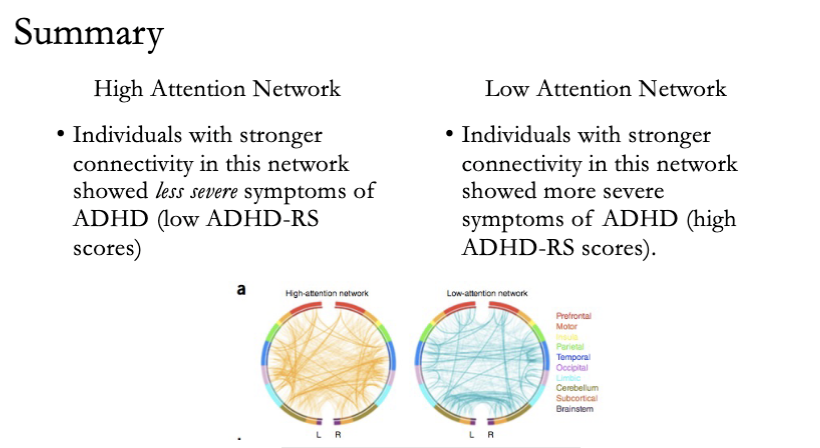 Summary
High Attention Network
• Individuals with stronger
connectivity in this network
showed less severe symptoms of
ADHD (low ADHD-RS
scores)
Low Attention Network
• Individuals with stronger
connectivity in this network
showed more severe
symptoms of ADHD (high
ADHD-RS scores).
a
High-attention network
L R
Low-attention network
L R
Prefrontal
Motor
Insula
Parietal
Temporal
Occipital
Limbic
Cerebellum
Subcortical
Brainstem